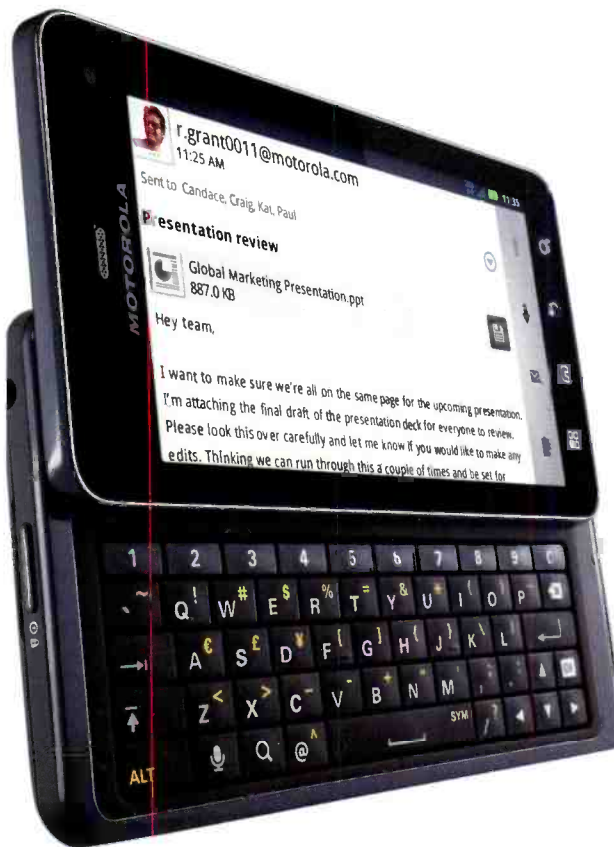 r.grant0011@motorola.com
11:25 AM
11:35
Sent to Candace, Craig, Kat, Paul
Presentation review
Global Marketing Presentation.ppt
887.0 KB
Hey team,
I want to make sure we're all on the same page for the upcoming presentation.
I'm attaching the final draft of the presentation deck for everyone to review.
Please look this over carefully and let me know if you would like to make any
edits. Thinking we can run through this a couple of times and be set for
MOTOROLA
1 2 3 4 5 6 7 8 9 0
Q ! W # E $ R % T = Y & U I ( O ) P
A € S £ D ¥ F [ G ] H { J } K \ L
Z < X > C V B + N M
@ ^ SYM / ?
ALT